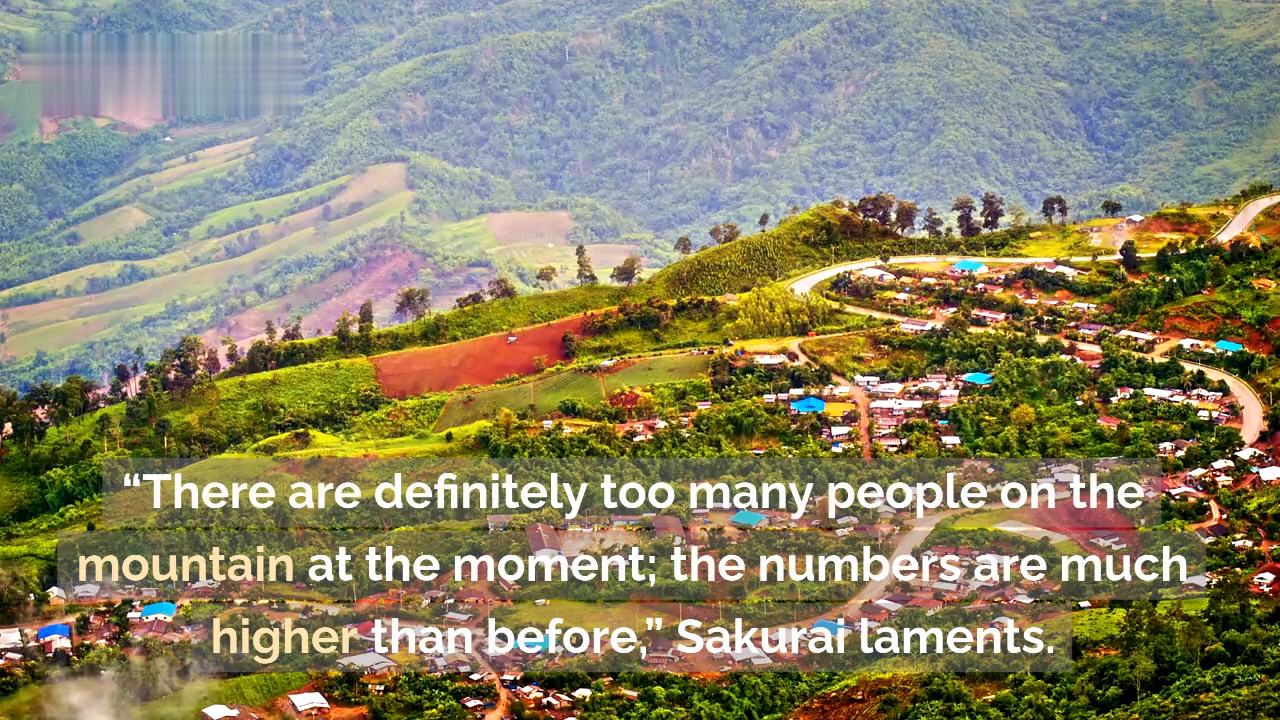 “There are definitely too many people on the
mountain at the moment; the numbers are much
higher than before,” Sakurai laments.